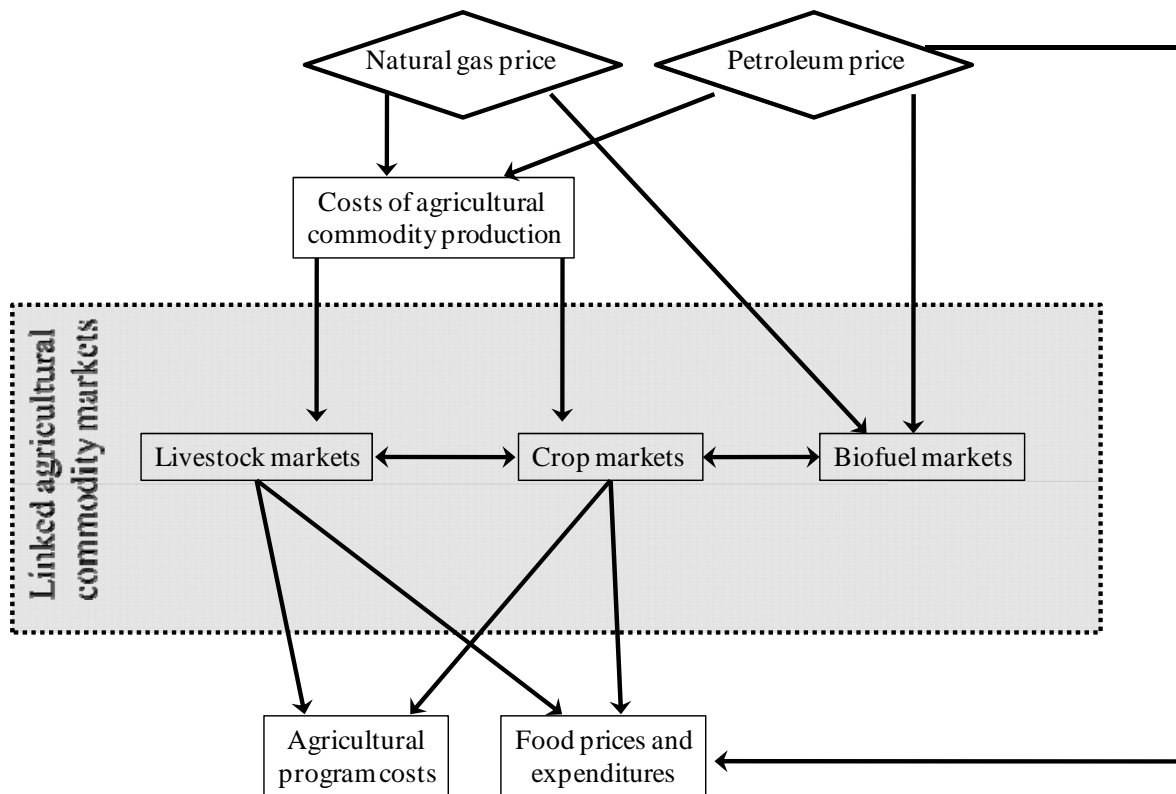 Natural gas price
Petroleum price
Costs of agricultural
commodity production
Linked agricultural
commodity markets
Livestock markets
Crop markets
Biofuel markets
Agricultural
program costs
Food prices and
expenditures